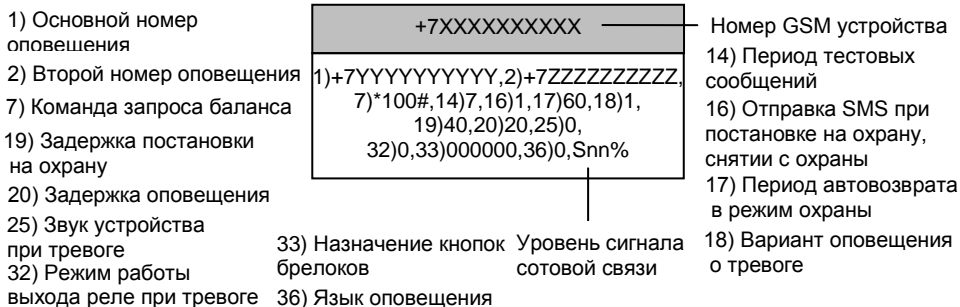 1) Основной номер
оповещения
2) Второй номер оповещения
7) Команда запроса баланса
19) Задержка постановки
на охрану
20) Задержка оповещения
25) Звук устройства
при тревоге
32) Режим работы
выхода реле при тревоге
+7XXXXXXXXXX
1)+7YYYYYYYYYY,2)+7ZZZZZZZZZZ,
7)*100#,14)7,16)1,17)60,18)1,
19)40,20)20,25)0,
32)0,33)000000,36)0,Snn%
33) Назначение кнопок
брелоков
36) Язык оповещения
Уровень сигнала
сотовой связи
Номер GSM устройства
14) Период тестовых
сообщений
16) Отправка SMS при
постановке на охрану,
снятии с охраны
17) Период автовозврата
в режим охраны
18) Вариант оповещения
о тревоге